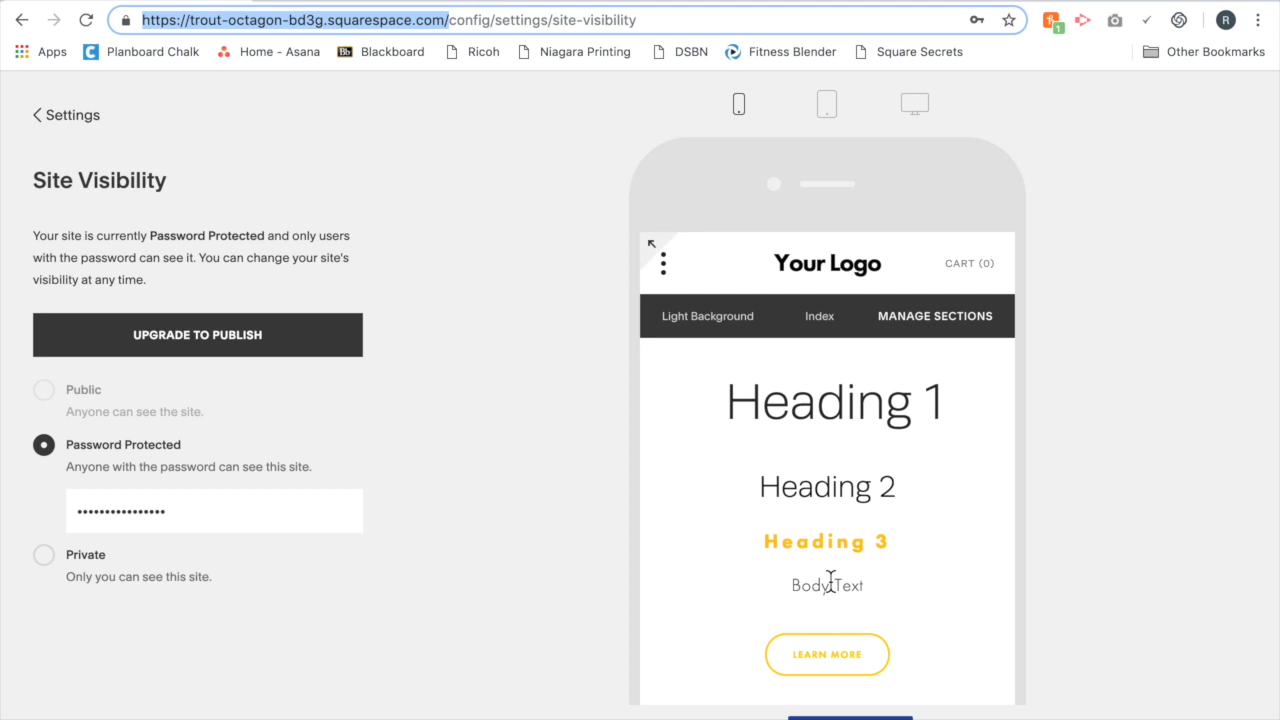 https://trout-octagon-bd3g.squarespace.com/config/settings/site-visibility
1
R
Apps
C Planboard Chalk
Home - Asana
Bb Blackboard
Ricoh
Niagara Printing
DSBN
Fitness Blender
Square Secrets
Other Bookmarks
Settings
Site Visibility
Your site is currently Password Protected and only users
with the password can see it. You can change your site's
visibility at any time.
UPGRADE TO PUBLISH
Public
Anyone can see the site.
Password Protected
Anyone with the password can see this site.
••••••••••••••••
Private
Only you can see this site.
Your Logo
CART (0)
Light Background
Index
MANAGE SECTIONS
Heading 1
Heading 2
Heading 3
Body Text
LEARN MORE